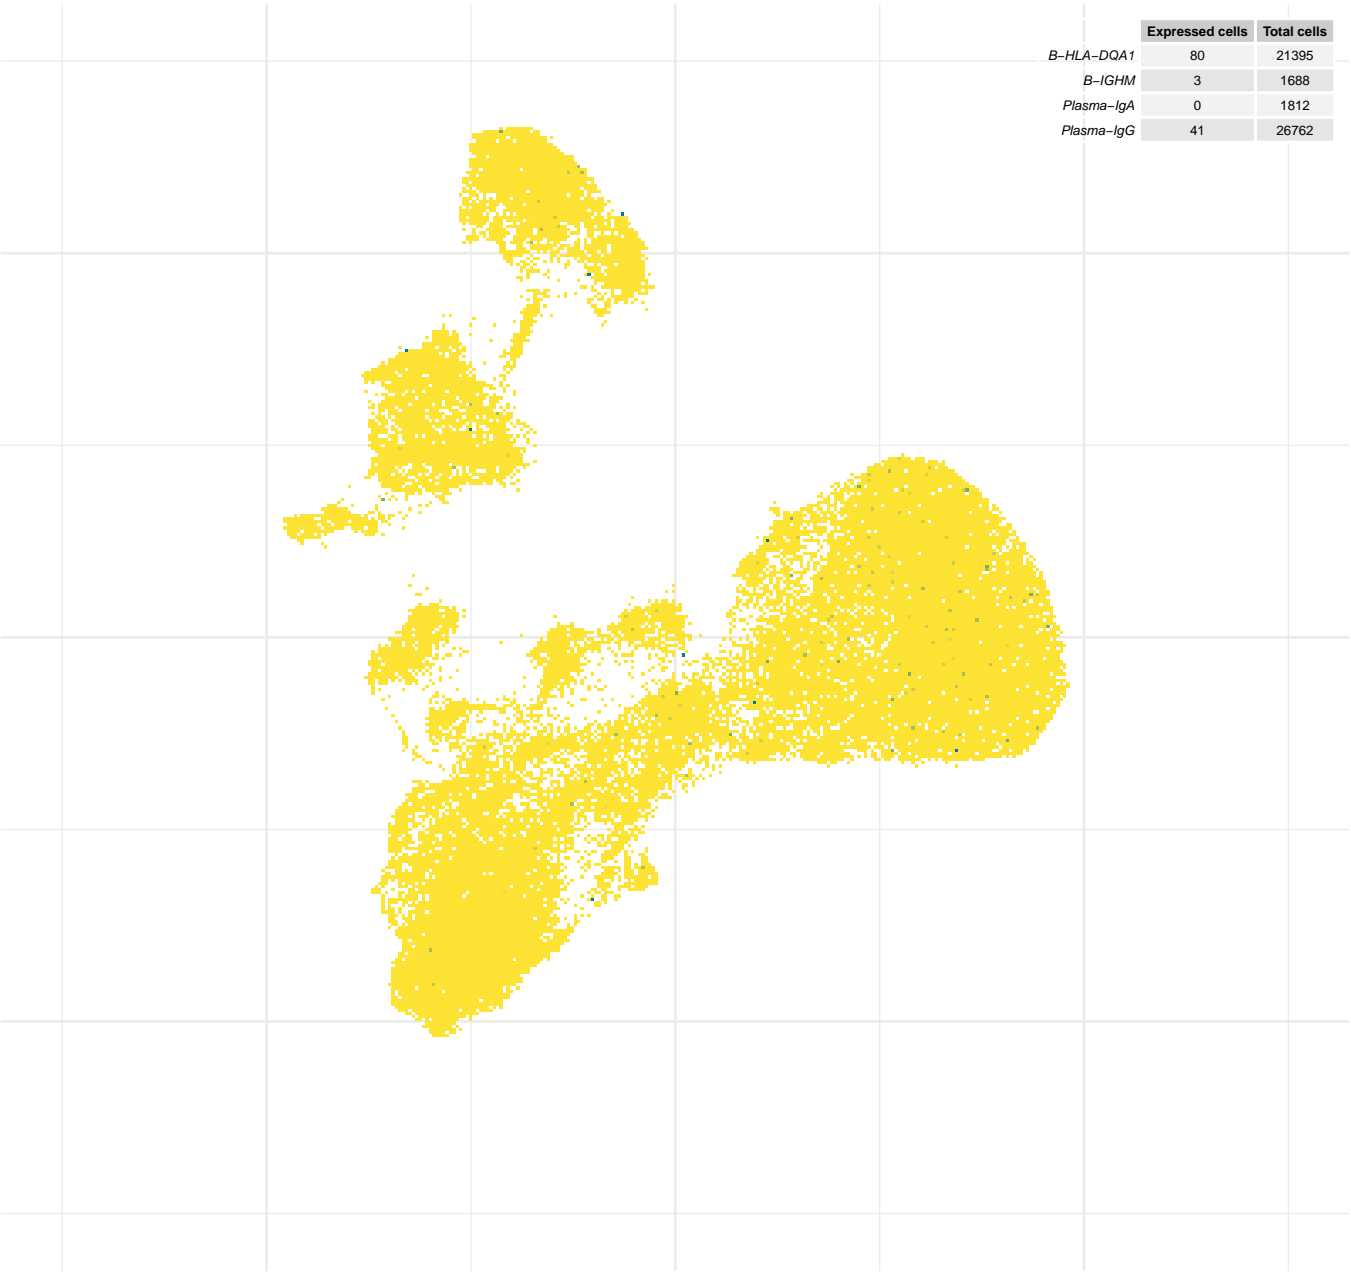 Expressed cells Total cells
B−HLA−DQA1 80 21395
B−IGHM 3 1688
Plasma−IgA 0 1812
Plasma−IgG 41 26762